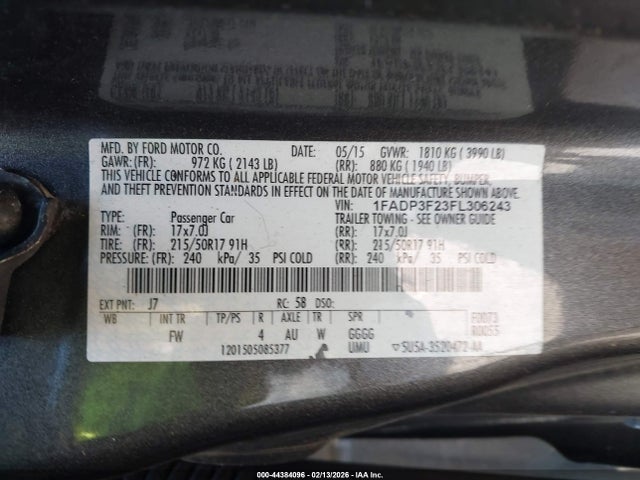 MFD. BY FORD MOTOR CO. DATE: 05/15 GVWR: 1810 KG ( 3990 LB)
GAWR: (FR): 972 KG ( 2143 LB) (RR): 880 KG ( 1940 LB)
THIS VEHICLE CONFORMS TO ALL APPLICABLE FEDERAL MOTOR VEHICLE SAFETY, BUMPER,
AND THEFT PREVENTION STANDARDS IN EFFECT ON THE DATE OF MANUFACTURE SHOWN ABOVE.
VIN: 1FADP3F23FL306243
TYPE: Passenger Car TRAILER TOWING - SEE OWNER GUIDE
RIM: (FR): 17x7.0J (RR): 17x7.0J
TIRE: (FR): 215/50R17 91H (RR): 215/50R17 91H
PRESSURE: (FR): 240 kPa/ 35 PSI COLD (RR): 240 kPa/ 35 PSI COLD
EXT PNT: J7 RC: 58 DSO: F0073
WB INT TR TP/PS R AXLE TR SPR R0055
FW 4 AU W GGGG
1201505085377 UMU 5U5A-3520472-AA
000-44384096 - 02/13/2026 - IAA Inc.